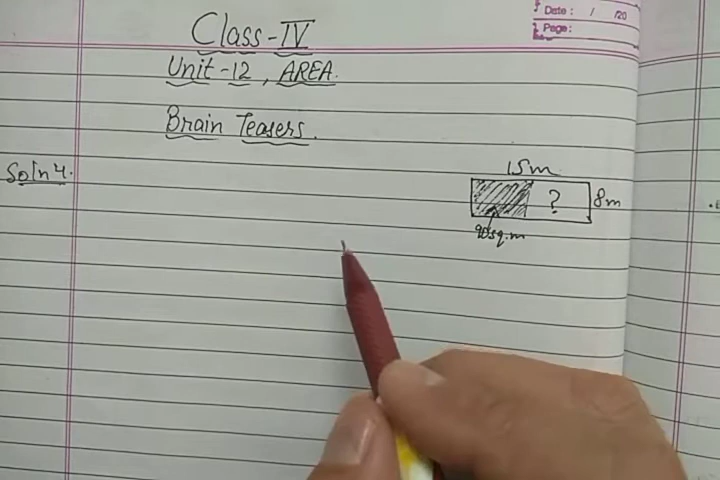 Date: / /20
Page:
Class-IV
Unit-12, AREA.
Brain Teasers.
Soln 4.
15m
?
8m
90sq.m